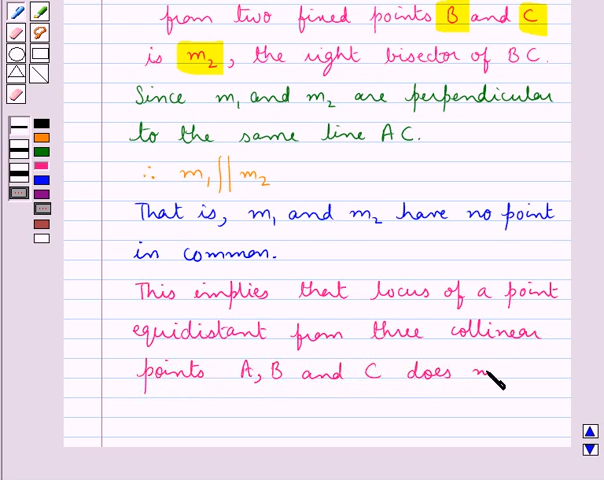 from two fixed points B and C
is m₂, the right bisector of BC.
Since m₁ and m₂ are perpendicular
to the same line AC.
∴ m₁ || m₂
That is, m₁ and m₂ have no point
in common.
This implies that locus of a point
equidistant from three collinear
points A, B and C does n